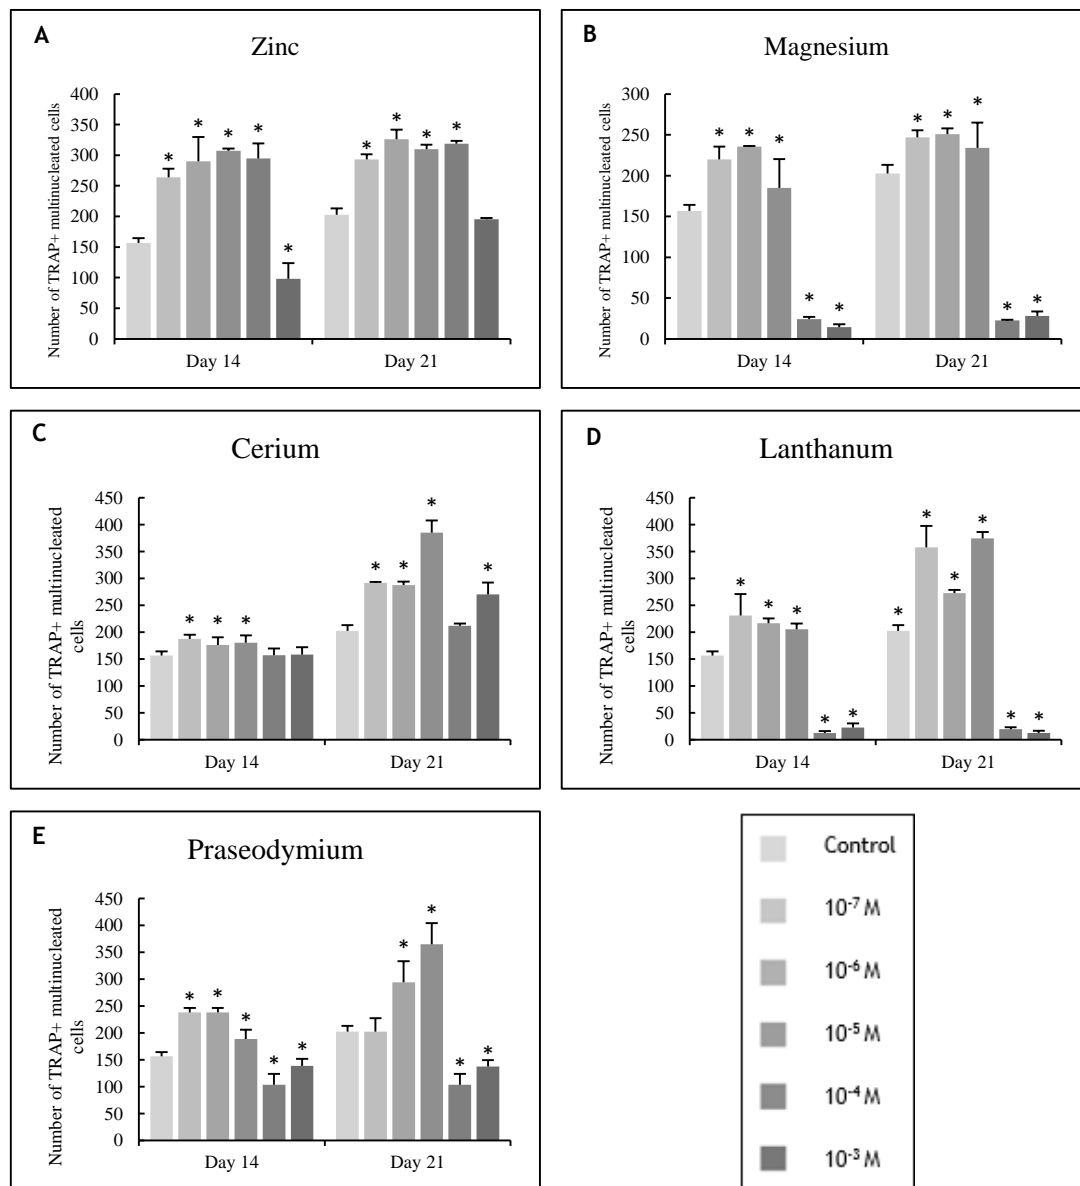 A
Zinc
Number of TRAP+ multinucleated cells
400
350
300
250
200
150
100
50
0
* * * * * *
* * * *
Day 14
Day 21
B
Magnesium
Number of TRAP+ multinucleated cells
300
250
200
150
100
50
0
* * * * *
* * * * *
Day 14
Day 21
C
Cerium
Number of TRAP+ multinucleated
cells
450
400
350
300
250
200
150
100
50
0
* * *
* * * *
Day 14
Day 21
D
Lanthanum
Number of TRAP+ multinucleated
cells
450
400
350
300
250
200
150
100
50
0
* * * * *
* * * * * *
Day 14
Day 21
E
Praseodymium
Number of TRAP+ multinucleated
cells
450
400
350
300
250
200
150
100
50
0
* * * * *
* * * *
Day 14
Day 21
Control
10⁻⁷ M
10⁻⁶ M
10⁻⁵ M
10⁻⁴ M
10⁻³ M